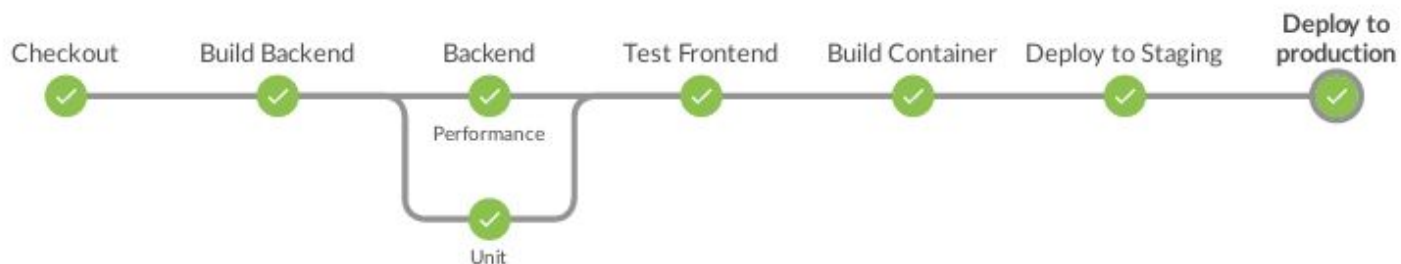 Checkout
Build Backend
Backend
Test Frontend
Build Container
Deploy to Staging
Deploy to
production
Performance
Unit